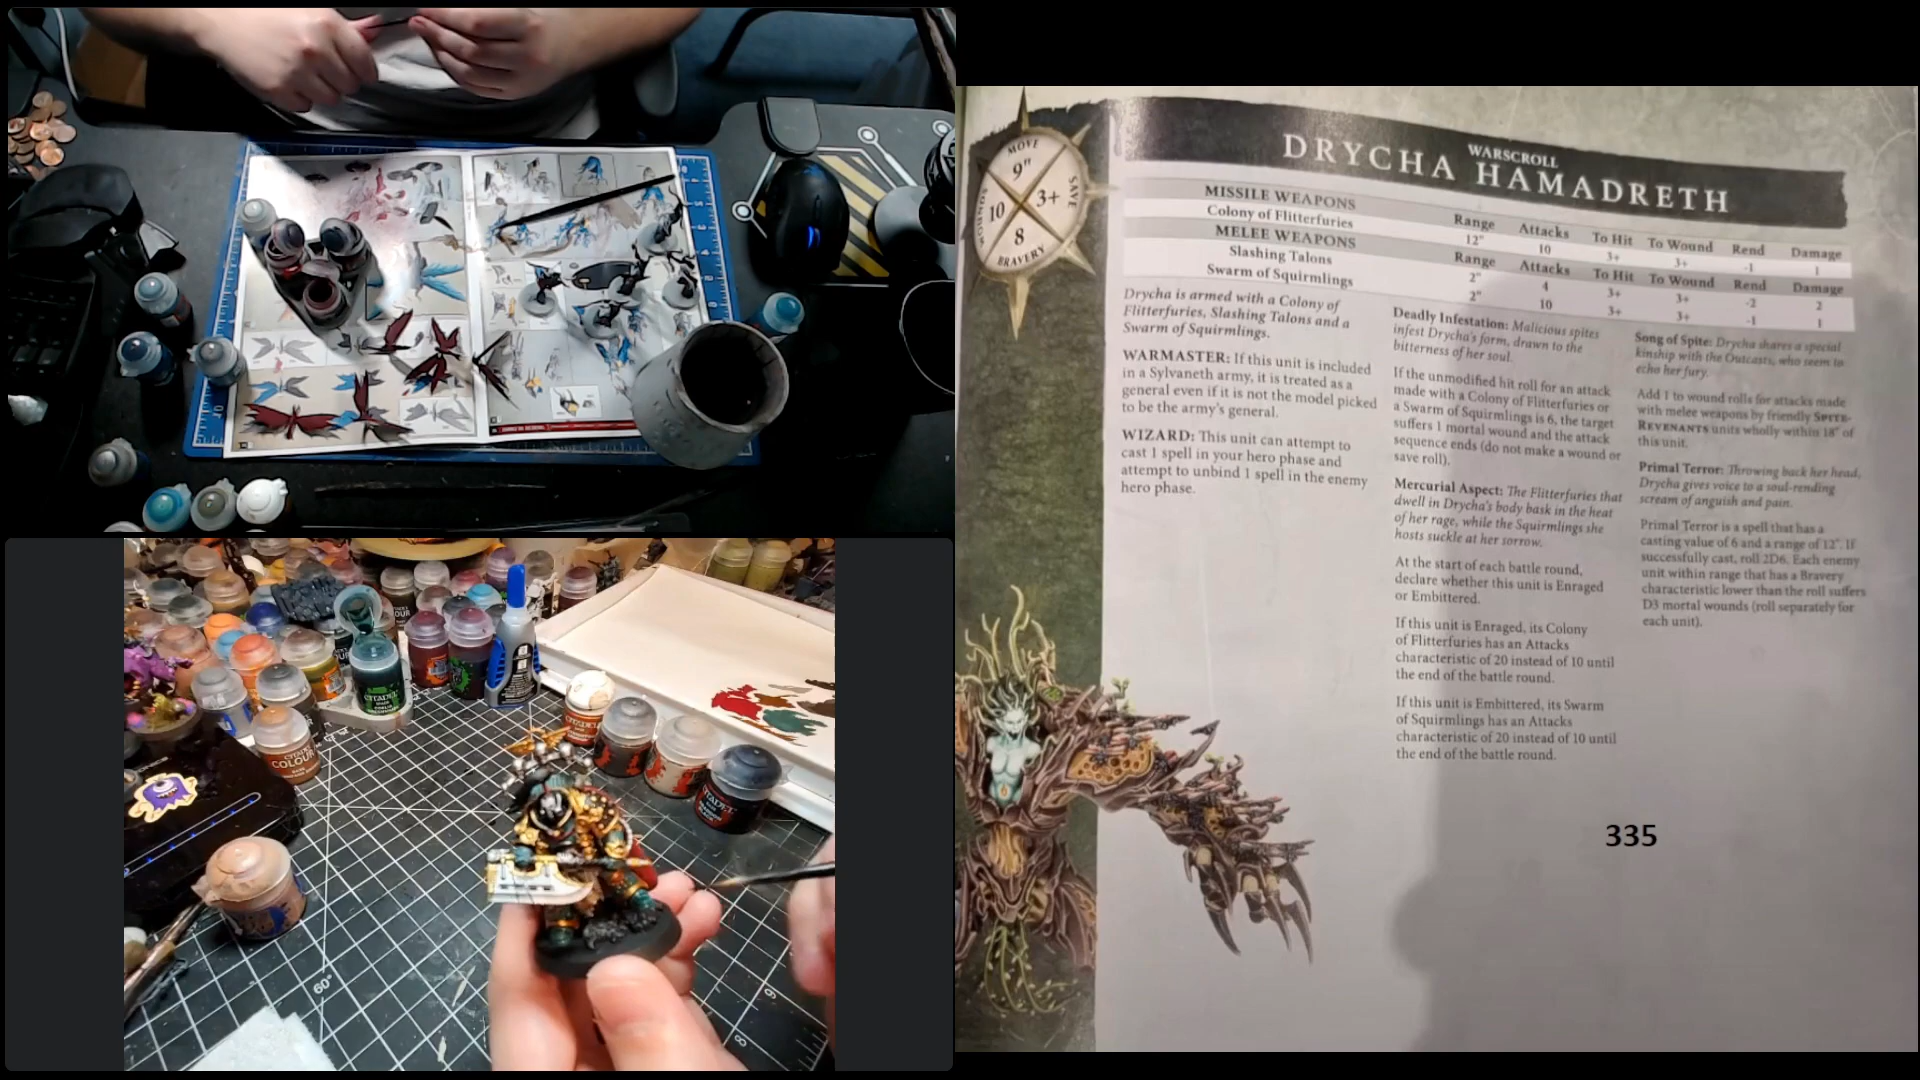 WARSCROLL
DRYCHA HAMADRETH
MOVE
9"
10
3+
SAVE
8
BRAVERY
MISSILE WEAPONS
Range
Attacks
To Hit
To Wound
Rend
Damage
Colony of Flitterfuries
12"
10
3+
3+
-1
1
MELEE WEAPONS
Range
Attacks
To Hit
To Wound
Rend
Damage
Slashing Talons
2"
4
3+
3+
-2
2
Swarm of Squirmlings
2"
10
3+
3+
-1
1
Drycha is armed with a Colony of
Flitterfuries, Slashing Talons and a
Swarm of Squirmlings.
WARMASTER: If this unit is included
in a Sylvaneth army, it is treated as a
general even if it is not the model picked
to be the army's general.
WIZARD: This unit can attempt to
cast 1 spell in your hero phase and
attempt to unbind 1 spell in the enemy
hero phase.
Deadly Infestation: Malicious spites
infest Drycha's form, drawn to the
bitterness of her soul.
If the unmodified hit roll for an attack
made with a Colony of Flitterfuries or
a Swarm of Squirmlings is 6, the target
suffers 1 mortal wound and the attack
sequence ends (do not make a wound or
save roll).
Mercurial Aspect: The Flitterfuries that
dwell in Drycha's body bask in the heat
of her rage, while the Squirmlings she
hosts suckle at her sorrow.
At the start of each battle round,
declare whether this unit is Enraged
or Embittered.
If this unit is Enraged, its Colony
of Flitterfuries has an Attacks
characteristic of 20 instead of 10 until
the end of the battle round.
If this unit is Embittered, its Swarm
of Squirmlings has an Attacks
characteristic of 20 instead of 10 until
the end of the battle round.
Song of Spite: Drycha shares a special
kinship with the Outcasts, who seem to
echo her fury.
Add 1 to wound rolls for attacks made
with melee weapons by friendly SPITE-
REVENANTS units wholly within 18" of
this unit.
Primal Terror: Throwing back her head,
Drycha gives voice to a soul-rending
scream of anguish and pain.
Primal Terror is a spell that has a
casting value of 6 and a range of 12". If
successfully cast, roll 2D6. Each enemy
unit within range that has a Bravery
characteristic lower than the roll suffers
D3 mortal wounds (roll separately for
each unit).
335
CITADEL
CITADEL
COLOUR
CITADEL
60°